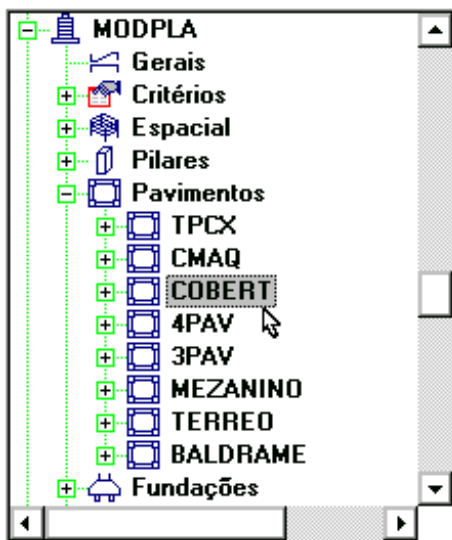 MODPLA
Gerais
Critérios
Espacial
Pilares
Pavimentos
TPCX
CMAQ
COBERT
4PAV
3PAV
MEZANINO
TERREO
BALDRAME
Fundações